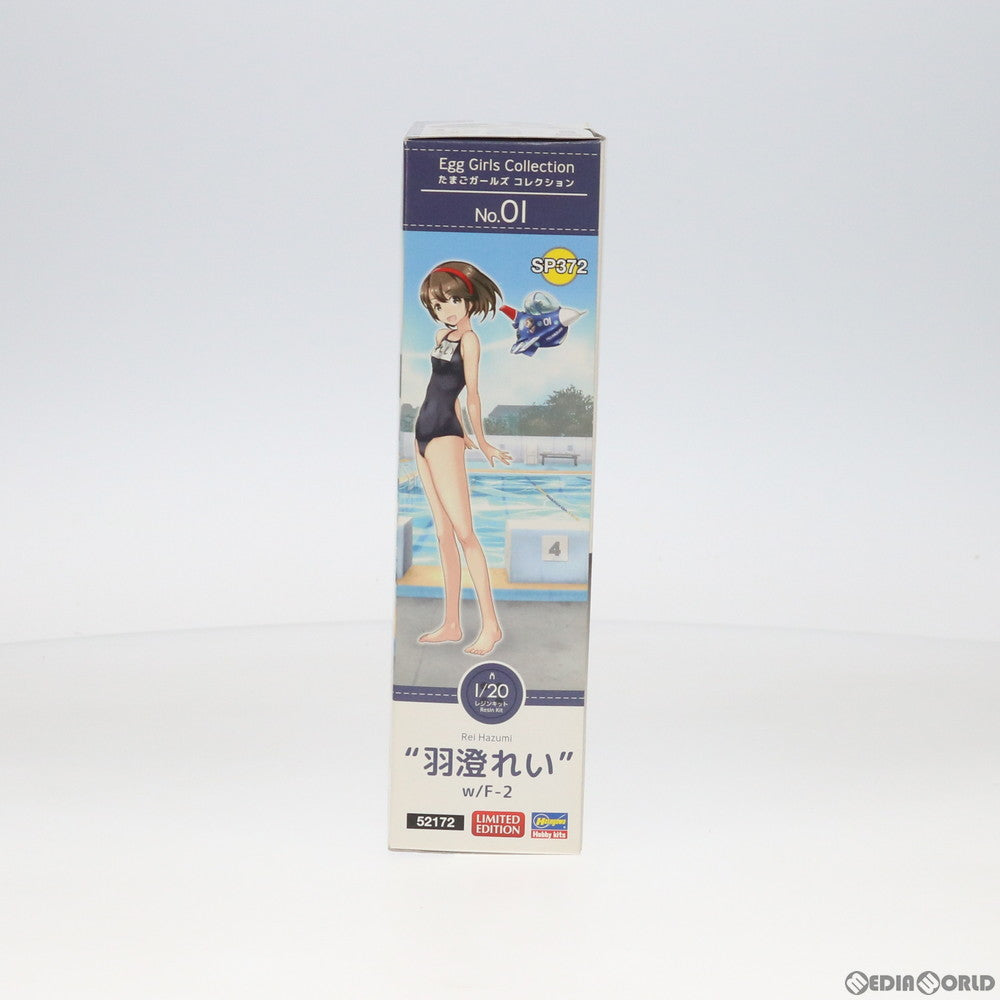 Egg Girls Collection
たまごガールズ コレクション
No.01
SP372
01
4
1/20
レジンキット
Resin Kit
Rei Hazumi
“羽澄れい”
w/F-2
52172
LIMITED
EDITION
Hasegawa
Hobby kits
MEDIAWORLD